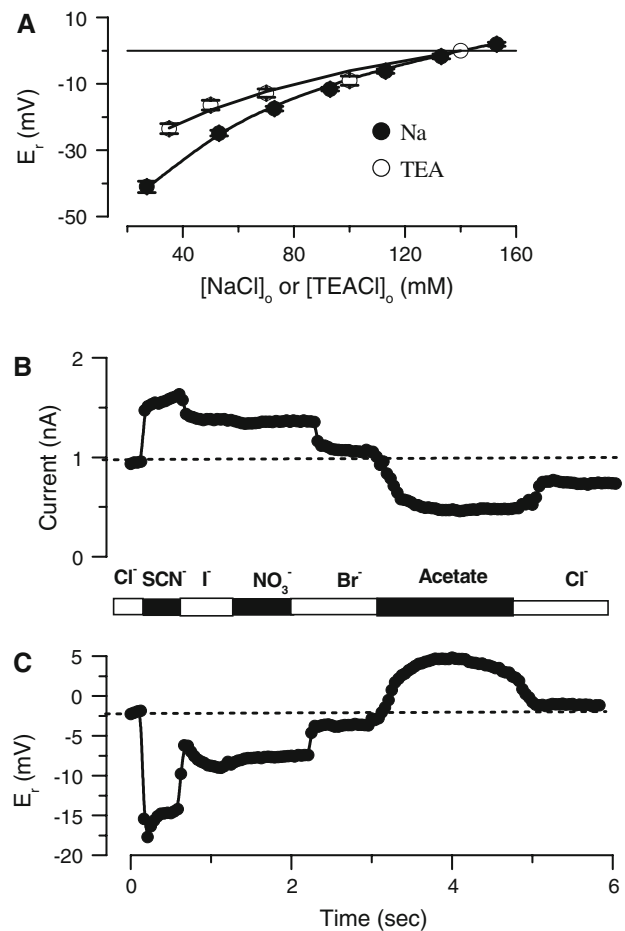 A
10
-10
-30
-50
E_r (mV)
Na
TEA
40 80 120 160
[NaCl]_o or [TEACl]_o (mM)
B
2
1
0
Current (nA)
Cl⁻ SCN⁻ I⁻ NO₃⁻ Br⁻ Acetate Cl⁻
C
5
0
-5
-10
-15
-20
E_r (mV)
0 2 4 6
Time (sec)